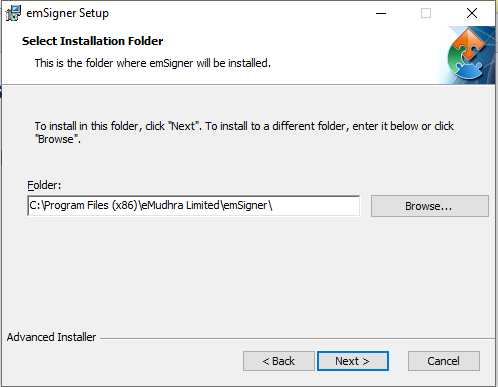 emSigner Setup
Select Installation Folder
This is the folder where emSigner will be installed.
To install in this folder, click "Next". To install to a different folder, enter it below or click
"Browse".
Folder:
C:\Program Files (x86)\eMudhra Limited\emSigner\
Browse...
Advanced Installer
< Back
Next >
Cancel